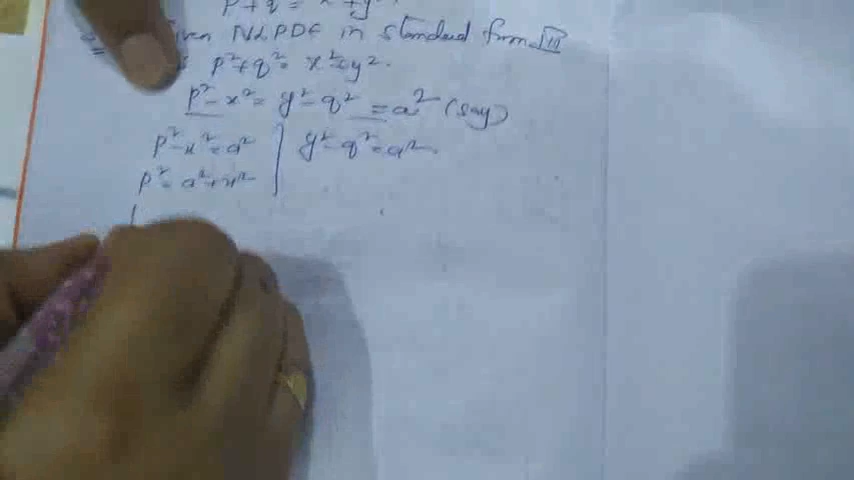 p+q = x+y
Given NLPDE in standard form III
p²+q² = x²+y².
p²-x² = y²-q² = a² (say)
p²-x² = a² | y²-q² = a².
p² = a²+x²